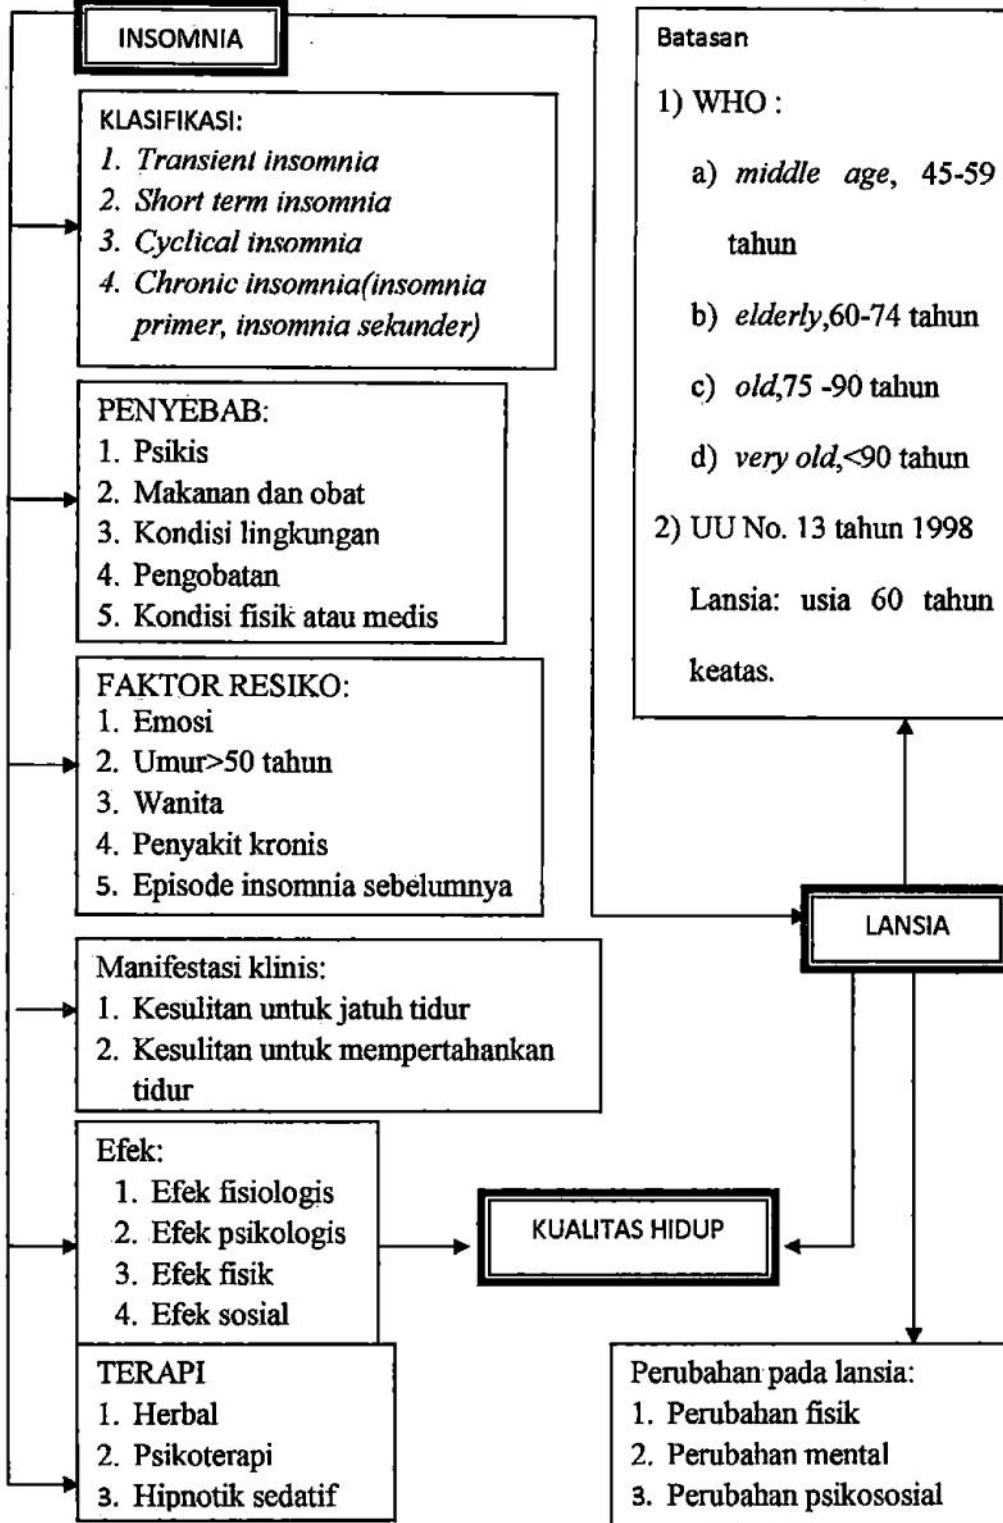 INSOMNIA
KLASIFIKASI:
1. Transient insomnia
2. Short term insomnia
3. Cyclical insomnia
4. Chronic insomnia(insomnia
primer, insomnia sekunder)
PENYEBAB:
1. Psikis
2. Makanan dan obat
3. Kondisi lingkungan
4. Pengobatan
5. Kondisi fisik atau medis
FAKTOR RESIKO:
1. Emosi
2. Umur>50 tahun
3. Wanita
4. Penyakit kronis
5. Episode insomnia sebelumnya
Manifestasi klinis:
1. Kesulitan untuk jatuh tidur
2. Kesulitan untuk mempertahankan
tidur
Efek:
1. Efek fisiologis
2. Efek psikologis
3. Efek fisik
4. Efek sosial
TERAPI
1. Herbal
2. Psikoterapi
3. Hipnotik sedatif
Batasan
1) WHO :
a) middle age, 45-59
tahun
b) elderly,60-74 tahun
c) old,75 -90 tahun
d) very old,<90 tahun
2) UU No. 13 tahun 1998
Lansia: usia 60 tahun
keatas.
LANSIA
KUALITAS HIDUP
Perubahan pada lansia:
1. Perubahan fisik
2. Perubahan mental
3. Perubahan psikososial